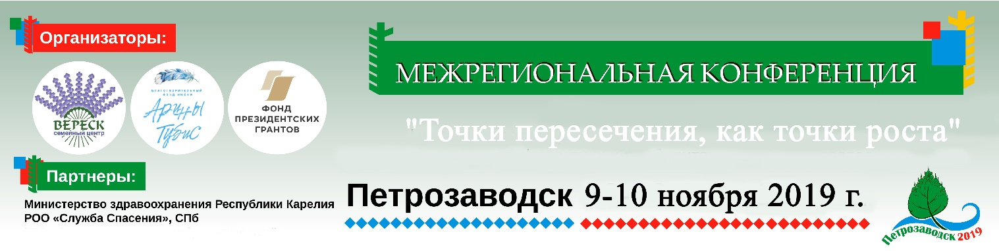 Организаторы:
ВЕРЕСК
семейный центр
БЛАГОТВОРИТЕЛЬНЫЙ
ФОНД ИМЕНИ
Арины
Тубис
ФОНД
ПРЕЗИДЕНТСКИХ
ГРАНТОВ
Партнеры:
Министерство здравоохранения Республики Карелия
РОО «Служба Спасения», СПб
МЕЖРЕГИОНАЛЬНАЯ КОНФЕРЕНЦИЯ
"Точки пересечения, как точки роста"
Петрозаводск 9-10 ноября 2019 г.
Петрозаводск 2019